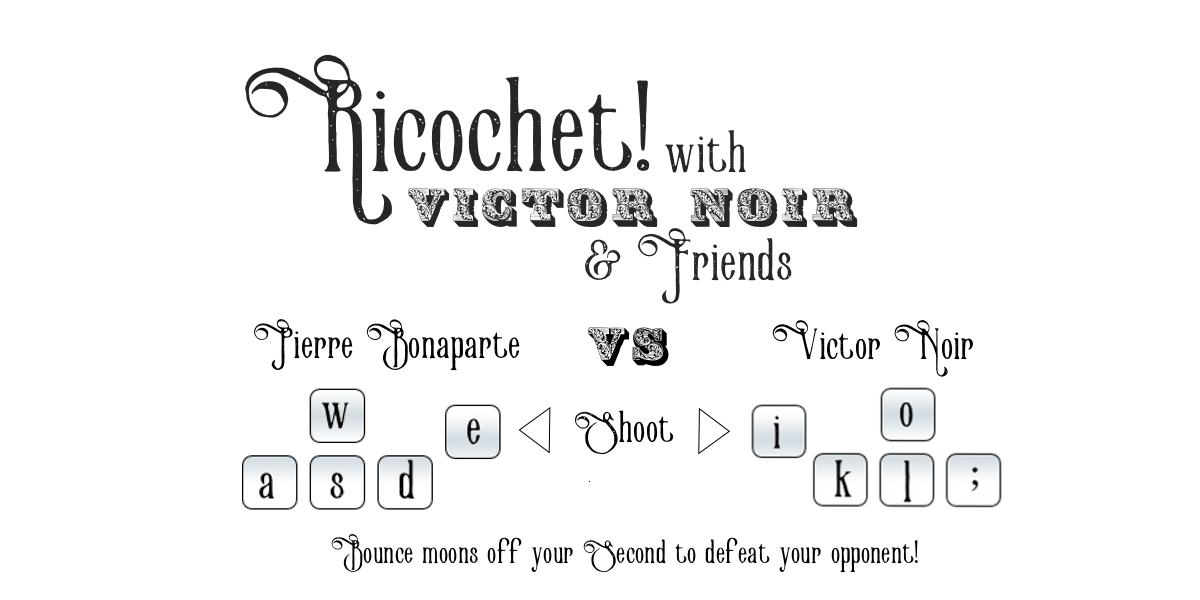 Ricochet! with
VICTOR NOIR
& Friends
Pierre Bonaparte VS Victor Noir
w o
e Shoot i
a s d k l ;
Bounce moons off your Second to defeat your opponent!